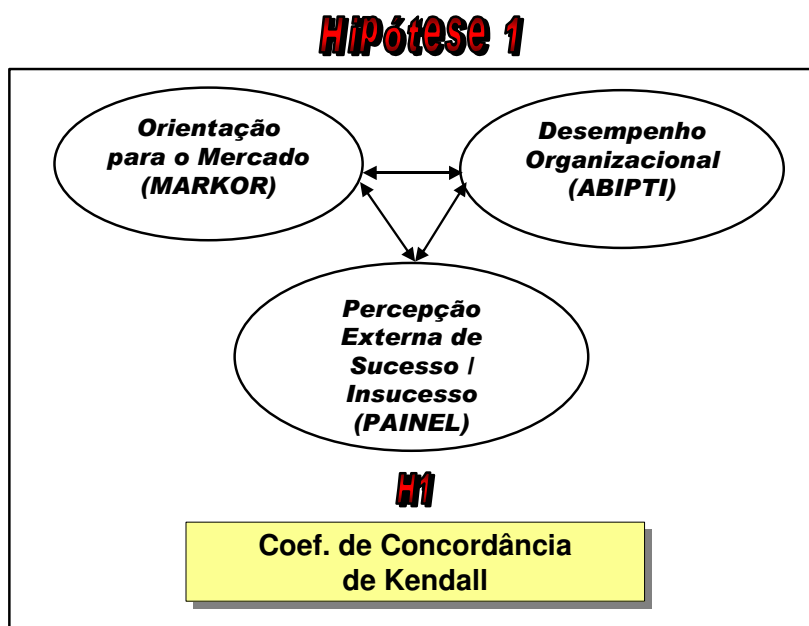 Hipótese 1
Orientação
para o Mercado
(MARKOR)
Desempenho
Organizacional
(ABIPTI)
Percepção
Externa de
Sucesso /
Insucesso
(PAINEL)
H1
Coef. de Concordância
de Kendall